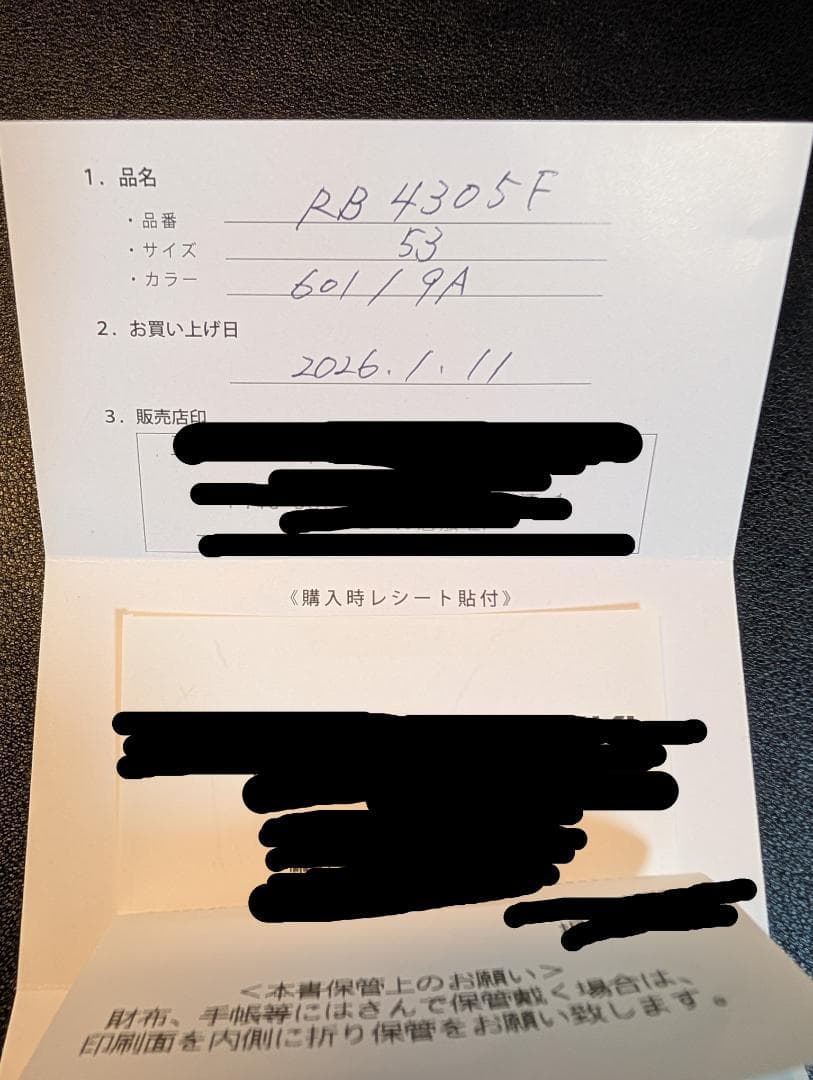 1. 品名
・品番 RB 4305F
・サイズ 53
・カラー 601/9A
2. お買い上げ日
2026.1.11
3. 販売店印
《購入時レシート貼付》
＜本書保管上のお願い＞
財布、手帳等にはさんで保管戴く場合は、
印刷面を内側に折り保管をお願い致します。